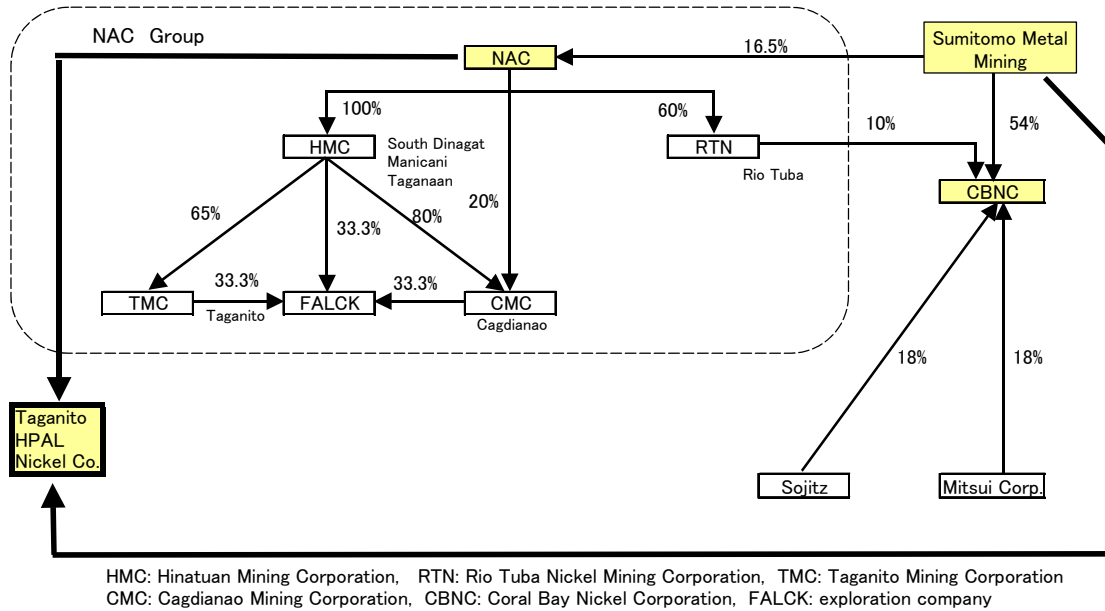 NAC Group
NAC
16.5%
Sumitomo Metal
Mining
100%
60%
10%
54%
HMC
South Dinagat
Manicani
Taganaan
RTN
Rio Tuba
CBNC
65%
33.3%
80%
20%
TMC
33.3%
Taganito
FALCK
33.3%
CMC
Cagdianao
18%
18%
Taganito
HPAL
Nickel Co.
Sojitz
Mitsui Corp.
HMC: Hinatuan Mining Corporation, RTN: Rio Tuba Nickel Mining Corporation, TMC: Taganito Mining Corporation
CMC: Cagdianao Mining Corporation, CBNC: Coral Bay Nickel Corporation, FALCK: exploration company